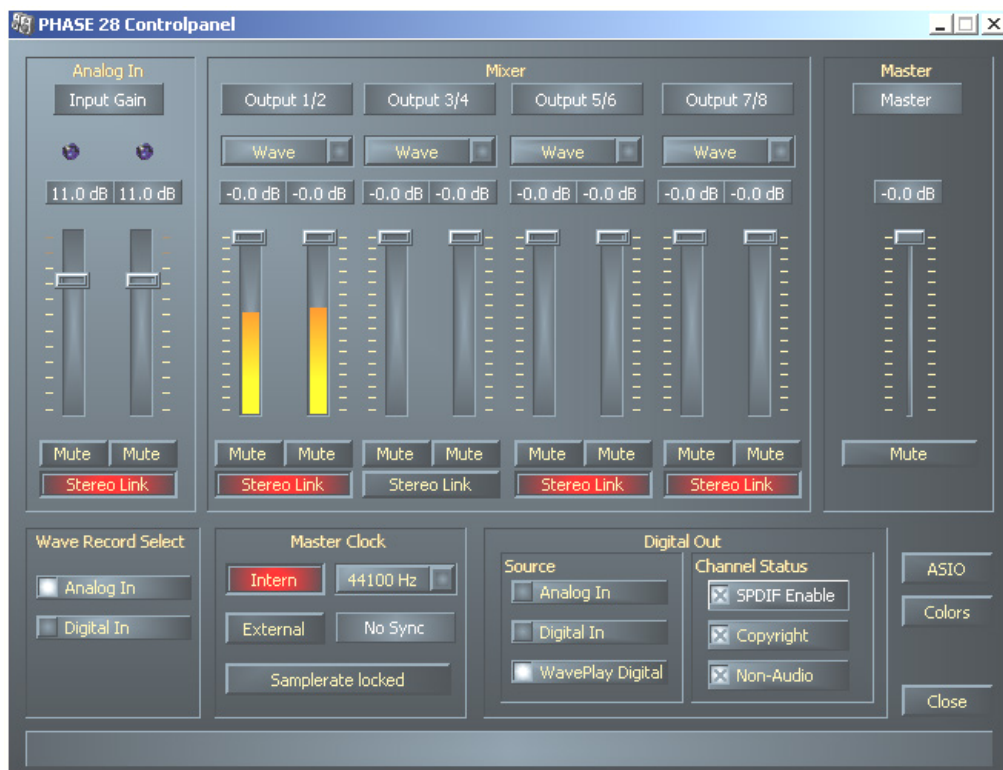 PHASE 28 Controlpanel
Analog In
Mixer
Master
Input Gain
Output 1/2
Output 3/4
Output 5/6
Output 7/8
Master
Wave
Wave
Wave
Wave
11.0 dB 11.0 dB
-0.0 dB -0.0 dB
-0.0 dB -0.0 dB
-0.0 dB -0.0 dB
-0.0 dB -0.0 dB
-0.0 dB
Mute Mute
Mute Mute
Mute Mute
Mute Mute
Mute Mute
Mute
Stereo Link
Stereo Link
Stereo Link
Stereo Link
Stereo Link
Wave Record Select
Analog In
Digital In
Master Clock
Intern
44100 Hz
External
No Sync
Samplerate locked
Digital Out
Source
Analog In
Digital In
WavePlay Digital
Channel Status
SPDIF Enable
Copyright
Non-Audio
ASIO
Colors
Close